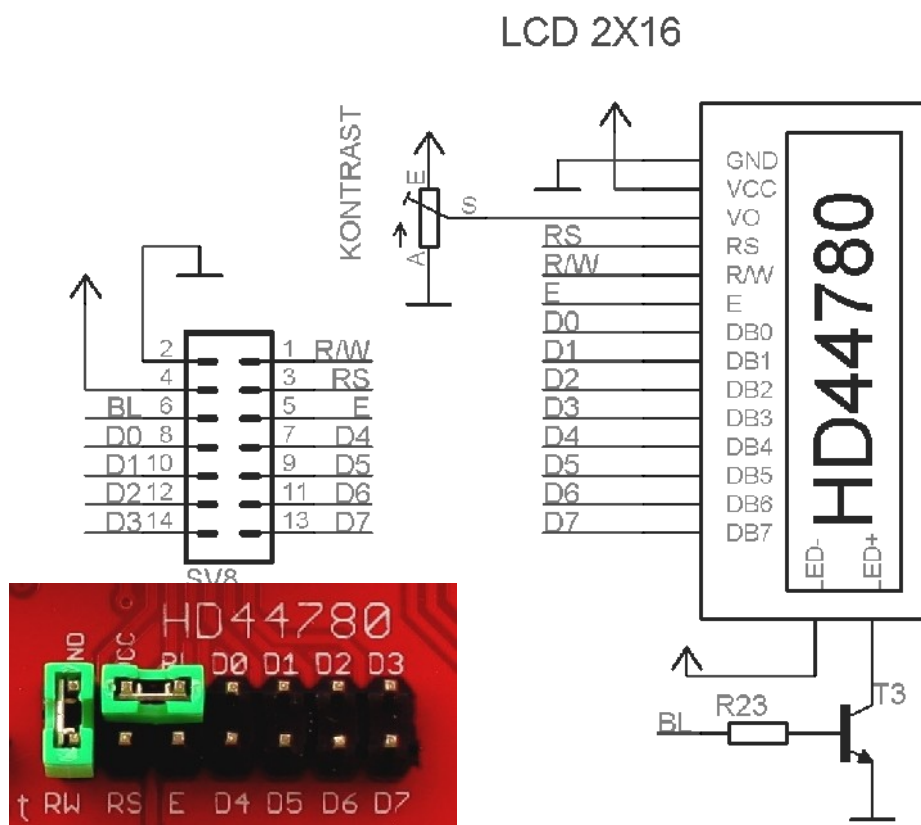 LCD 2X16
KONTRAST
E
S
A
GND
VCC
VO
RS
R/W
E
DB0
DB1
DB2
DB3
DB4
DB5
DB6
DB7
HD44780
LED-
LED+
RS
R/W
E
D0
D1
D2
D3
D4
D5
D6
D7
2 1 R/W
4 3 RS
BL 6 5 E
D0 8 7 D4
D1 10 9 D5
D2 12 11 D6
D3 14 13 D7
SV8
HD44780
D0 D1 D2 D3
t RW RS E D4 D5 D6 D7
BL
R23
T3